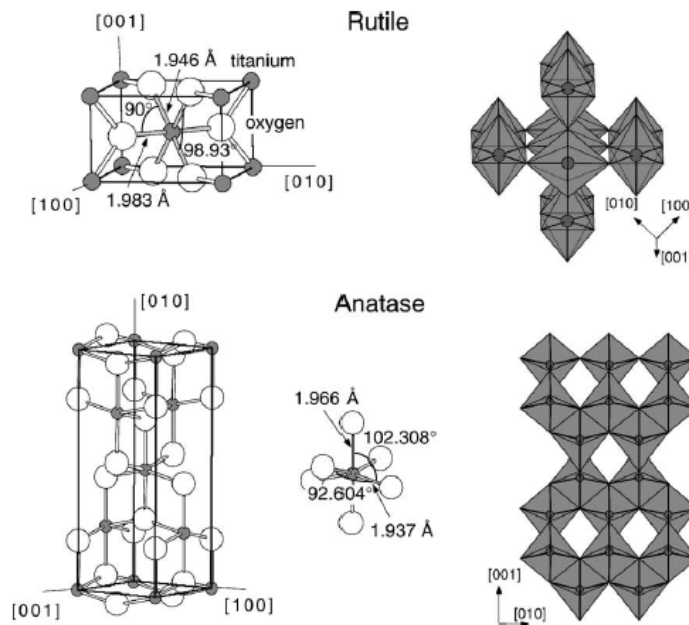 Rutile
[001]
1.946 Å
titanium
90°
oxygen
98.93°
[010]
[100]
1.983 Å
[010]
[100
[001]
Anatase
[010]
1.966 Å
102.308°
92.604°
1.937 Å
[001]
[100]
[001]
[010]